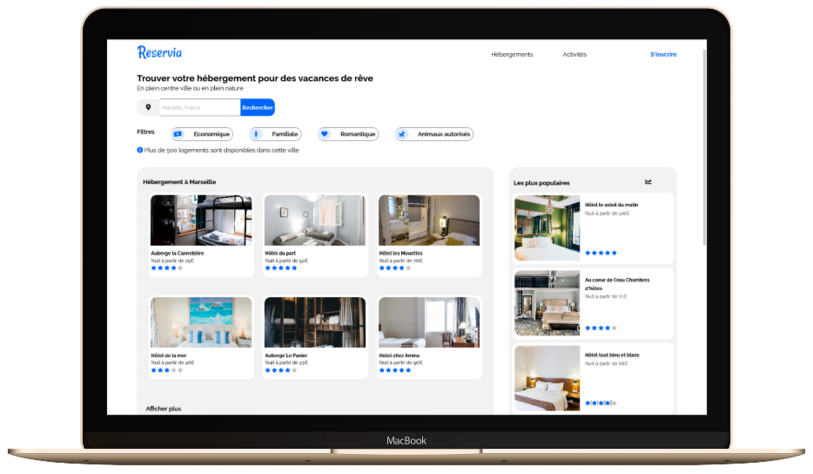 Reservia
Hébergements
Activités
S'inscrire
Trouver votre hébergement pour des vacances de rêve
En plein centre ville ou en plein nature
Marseille, France
Rechercher
Filtres
Economique
Familiale
Romantique
Animaux autorisés
Plus de 500 logements sont disponibles dans cette ville
Hébergement à Marseille
Auberge la Cannebière
Nuit à partir de 25€
Hôtel du port
Nuit à partir de 52€
Hôtel les Mouettes
Nuit à partir de 76€
Hôtel de la mer
Nuit à partir de 46€
Auberge Le Panier
Nuit à partir de 23€
Hotel chez Amina
Nuit à partir de 96€
Afficher plus
Les plus populaires
Hôtel le soleil du matin
Nuit à partir de 128€
Au coeur de l'eau Chambres
d'hôtes
Nuit à partir de 71€
Hôtel tout bleu et blanc
Nuit à partir de 68€
MacBook